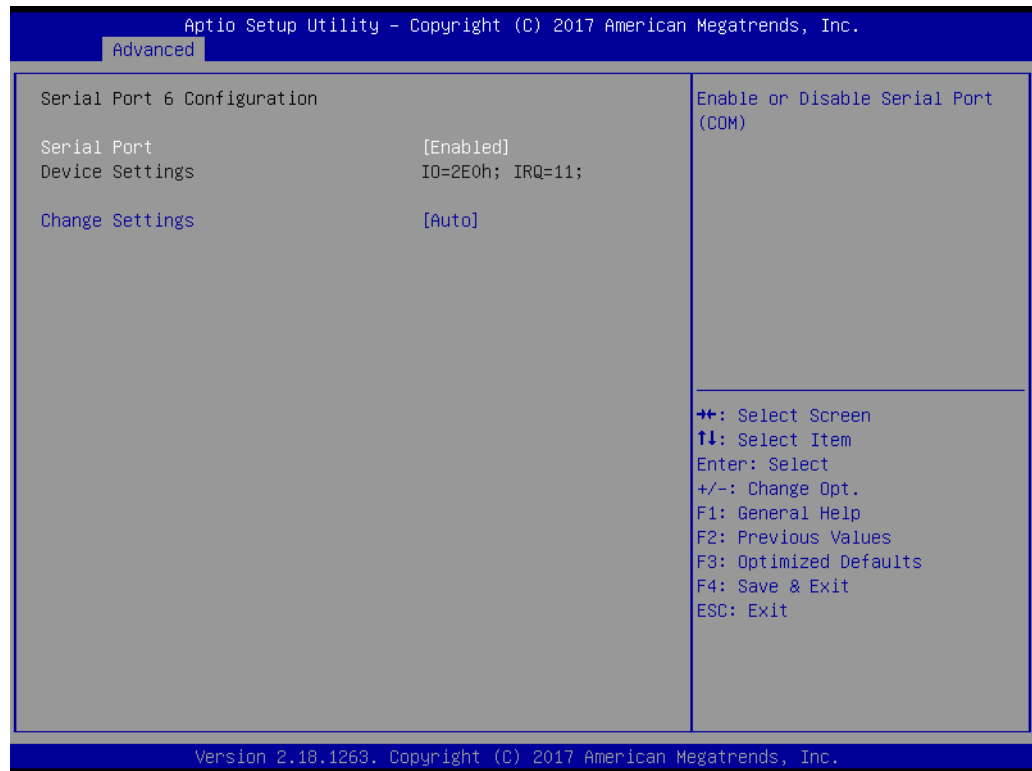 Aptio Setup Utility – Copyright (C) 2017 American Megatrends, Inc.
Advanced
Serial Port 6 Configuration
Serial Port [Enabled]
Device Settings IO=2E0h; IRQ=11;
Change Settings [Auto]
Enable or Disable Serial Port
(COM)
→←: Select Screen
↑↓: Select Item
Enter: Select
+/-: Change Opt.
F1: General Help
F2: Previous Values
F3: Optimized Defaults
F4: Save & Exit
ESC: Exit
Version 2.18.1263. Copyright (C) 2017 American Megatrends, Inc.